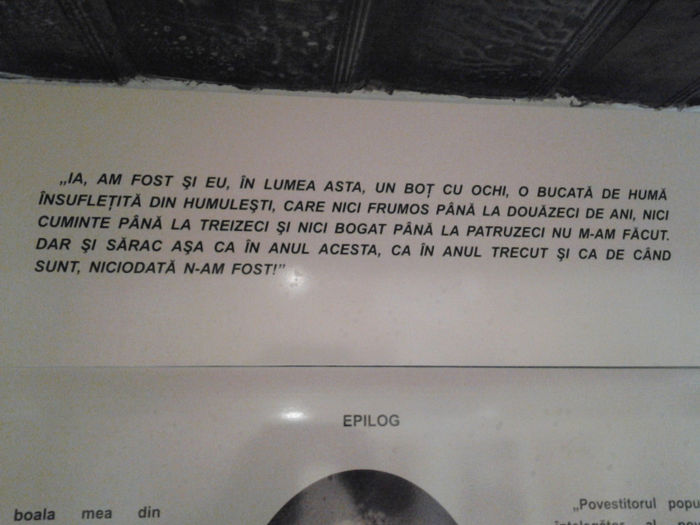 „IA, AM FOST ŞI EU, ÎN LUMEA ASTA, UN BOŢ CU OCHI, O BUCATĂ DE HUMĂ
ÎNSUFLEŢITĂ DIN HUMULEŞTI, CARE NICI FRUMOS PÂNĂ LA DOUĂZECI DE ANI, NICI
CUMINTE PÂNĂ LA TREIZECI ŞI NICI BOGAT PÂNĂ LA PATRUZECI NU M-AM FĂCUT.
DAR ŞI SĂRAC AŞA CA ÎN ANUL ACESTA, CA ÎN ANUL TRECUT ŞI CA DE CÂND
SUNT, NICIODATĂ N-AM FOST!”
EPILOG
boala mea din
„Povestitorul popu